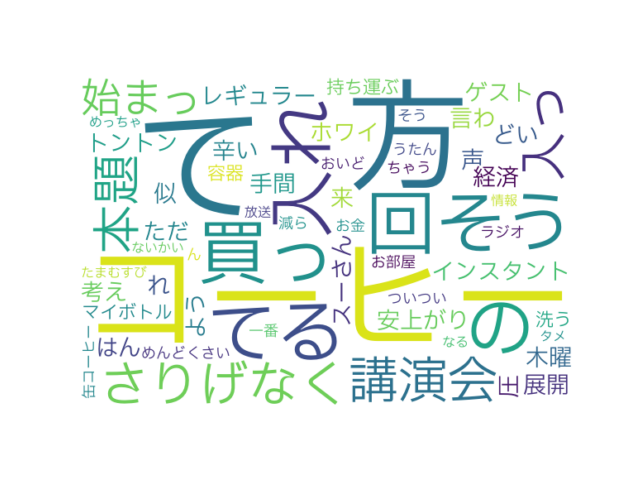 コーヒー
て
方
回
の
そう
買っ
てる
入れ
入っ
本題
始まっ
さりげなく
講演会
持ち運ぶ
ゲスト
レギュラー
めっちゃ
トントン
辛い
ホワイ
そう
言わ
どい
うたん
声
おいど
ちゃう
容器
手間
経済
似
来
情報
放送
減ら
お金
ラジオ
ただ
ないかい
ん
スーさん
お部屋
たまむすび
れ
インスタント
考え
マイボトル
よう
ついつい
一番
安上がり
洗う
タメ
なる
はん
めんどくさい
木曜
缶コーヒー
圧
展開